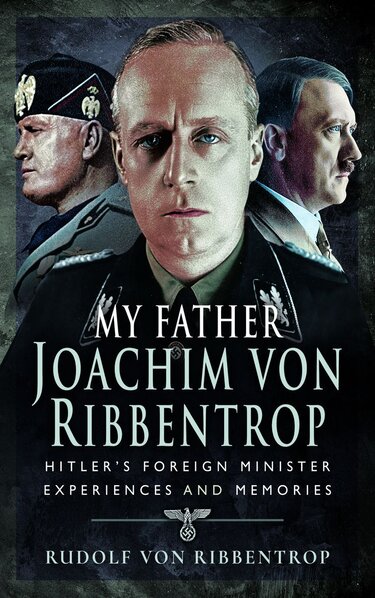 MY FATHER
JOACHIM VON
RIBBENTROP
HITLER'S FOREIGN MINISTER
EXPERIENCES AND MEMORIES
RUDOLF VON RIBBENTROP